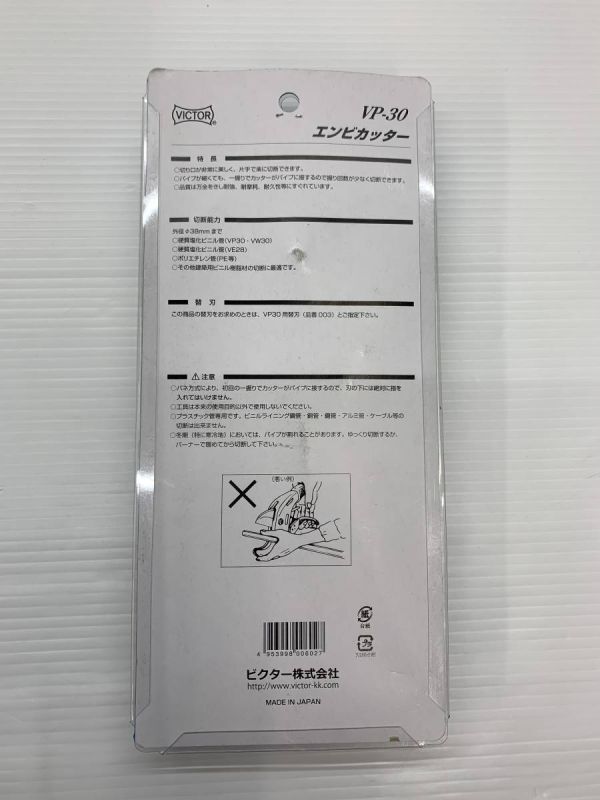 VICTOR®
VP-30
エンビカッター
特長
○切り口が非常に美しく、片手で楽に切断できます。
○パイプが細くても、一握りでカッターがパイプに接するので握り回数が少なく切断できます。
○品質は万全をきし耐強、耐摩耗、耐久性等にすぐれています。
切断能力
外径φ38mmまで
○硬質塩化ビニル管(VP30・VW30)
○硬質塩化ビニル管(VE28)
○ポリエチレン管(PE等)
○その他建築用ビニル樹脂材の切断に最適です。
替刃
この商品の替刃をお求めのときは、VP30用替刃(品番003)とご指定下さい。
⚠注意
○バネ方式により、初回の一握りでカッターがパイプに接するので、刃の下には絶対に指を
入れてはいけません。
○工具は本来の使用目的以外で使用しないでください。
○プラスチック管専用です。ビニルライニング鋼管・銅管・鋼管・アルミ管・ケーブル等の
切断は出来ません。
○冬期(特に寒冷地)においては、パイプが割れることがあります。ゆっくり切断するか、
バーナーで暖めてから切断して下さい。
(悪い例)
紙
台紙
プラ
4 953998 006027
ビクター株式会社
http://www.victor-kk.com
MADE IN JAPAN